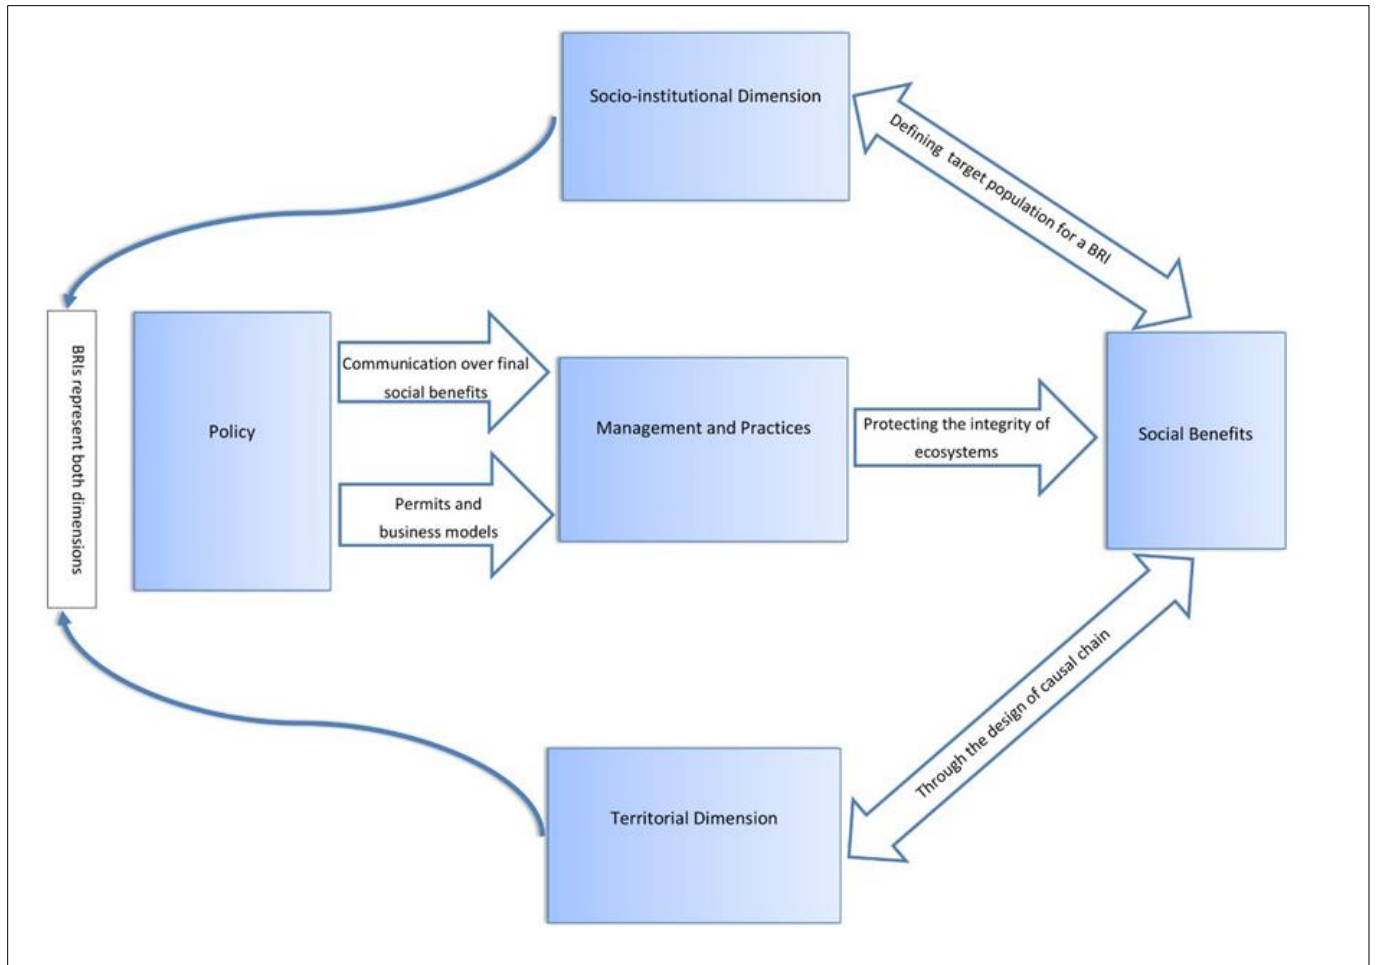 Socio-institutional Dimension
Defining target population for a BRI
BRIs represent both dimensions
Policy
Communication over final
social benefits
Permits and
business models
Management and Practices
Protecting the integrity of
ecosystems
Social Benefits
Through the design of causal chain
Territorial Dimension